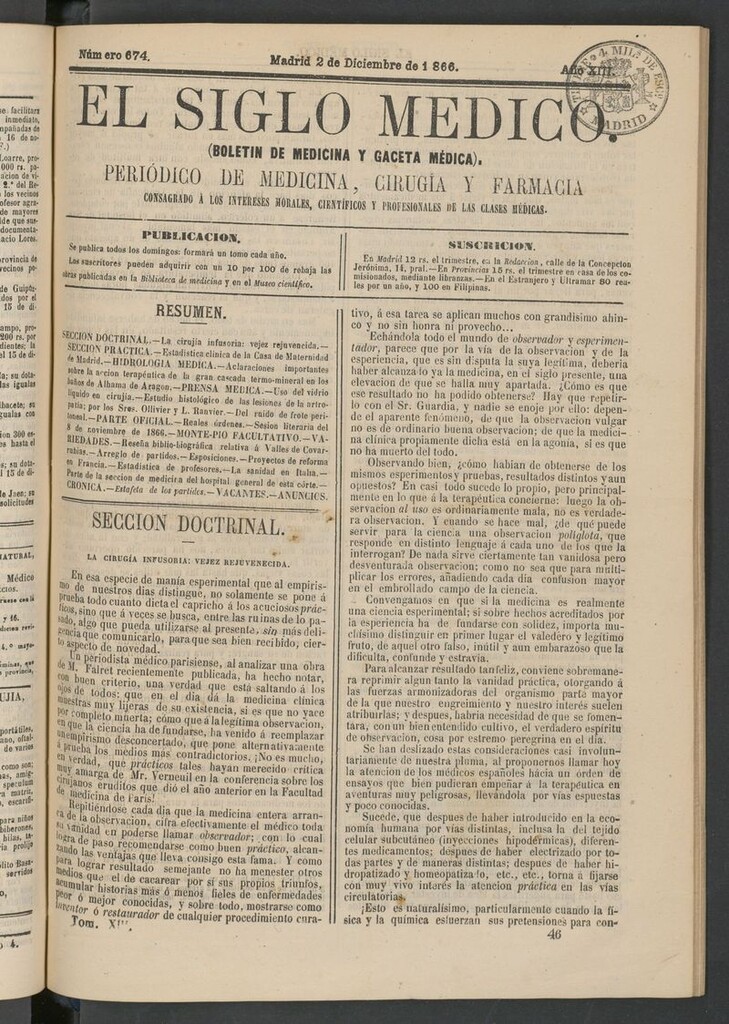 Número 674.
Madrid 2 de Diciembre de 1866.
Año XIII.
EL SIGLO MEDICO.
(BOLETIN DE MEDICINA Y GACETA MÉDICA).
PERIÓDICO DE MEDICINA, CIRUGÍA Y FARMACIA
CONSAGRADO Á LOS INTERESES MORALES, CIENTÍFICOS Y PROFESIONALES DE LAS CLASES MÉDICAS.
PUBLICACION.
Se publica todos los domingos: formará un tomo cada año.
Los suscritores pueden adquirir con un 10 por 100 de rebaja las
obras publicadas en la Biblioteca de medicina y en el Museo científico.
SUSCRICION.
En Madrid 12 rs. el trimestre, en la Redaccion, calle de la Concepcion
Jerónima, 14, pral.—En Provincias 15 rs. el trimestre en casa de los co-
misionados, mediante libranzas.—En el Estranjero y Ultramar 80 rea-
les por un año, y 100 en Filipinas.
RESUMEN.
SECCION DOCTRINAL.—La cirujía infusoria: vejez rejuvencida.—
SECCION PRACTICA.—Estadística clínica de la Casa de Maternidad
de Madrid.—HIDROLOGIA MEDICA.—Aclaraciones importantes
sobre la accion terapéutica de la gran cascada termo-mineral en los
baños de Alhama de Aragon.—PRENSA MEDICA.—Uso del vidrio
líquido en cirujía.—Estudio histológico de las lesiones de la artro-
patía; por los Sres. Ollivier y L. Ranvier.—Del ruido de frote peri-
toneal.—PARTE OFICIAL.—Reales órdenes.—Sesion literaria del
8 de noviembre de 1866.—MONTE-PIO FACULTATIVO.—VA-
RIEDADES.—Reseña biblio-biográfica relativa á Valles de Covar-
rubias.—Arreglo de partidos.—Esposiciones.—Proyectos de reforma
en Francia.—Estadística de profesores.—La sanidad en Italia.—
Parte de la seccion de medicina del hospital general de esta córte.—
CRONICA.—Estafeta de los partidos.—VACANTES.—ANUNCIOS.
SECCION DOCTRINAL.
LA CIRUGÍA INFUSORIA: VEJEZ REJUVENECIDA.
En esa especie de manía experimental que al empiris-
mo de nuestros dias distingue, no solamente se pone á
prueba todo cuanto dicta el capricho á los acuciosos prác-
ticos, sino que á veces se busca, entre las ruinas de lo pa-
sado, algo que pueda utilizarse al presente, sin mas deli-
gencia que comunicarlo, para que sea bien recibido; cier-
to aspecto de novedad.
Un periodista médico parisiense, al analizar una obra
de M. Falret recientemente publicada, ha hecho notar,
con buen criterio, una verdad que está saltando á los
ojos de todos: que en el dia dá la medicina clínica
muestras muy lijeras de su existencia, si es que no yace
por completo muerta; cómo que á la legítima observacion,
en que la ciencia ha de fundarse, ha venido á reemplazar
un empirismo desconcertado, que pone alternativamente
á prueba los medios mas contradictorios. ¡No es mucho,
en verdad, que prácticos tales hayan merecido crítica
muy amarga de Mr. Verneuil en la conferencia sobre los
cirujanos eruditos que dió el año anterior en la Facultad
de medicina de Paris!
Repitiéndose cada dia que la medicina entera arran-
ca de la observacion, cifra efectivamente el médico toda
su vanidad en poderse llamar observador; con lo cual
logra de paso recomendarse como buen práctico, alcan-
zando las ventajas que lleva consigo esta fama. Y como
para lograr resultado semejante no ha menester otros
medios que el de cacarear por sí sus propios triunfos,
acumular historias mas ó menos fieles de enfermedades
peor ó mejor conocidas, y sobre todo, mostrarse como
inventor ó restaurador de cualquier procedimiento cura-
Tom. XIII.
tivo, á esa tarea se aplican muchos con grandísimo ahin-
co y no sin honra ni provecho...
Echándola todo el mundo de observador y esperimen-
tador, parece que por la via de la observacion y de la
esperiencia, que es sin disputa la suya legítima, deberia
haber alcanzado ya la medicina, en el siglo presente, una
elevacion de que se halla muy apartada. ¿Cómo es que
ese resultado no ha podido obtenerse? Hay que repetir-
lo con el Sr. Guardia, y nadie se enoje por ello: depen-
de el aparente fenómeno, de que la observacion vulgar
no es de ordinario buena observacion; de que la medici-
na clínica propiamente dicha está en la agonía, si es que
no ha muerto del todo.
Observando bien, ¿cómo habian de obtenerse de los
mismos esperimentos y pruebas, resultados distintos y aun
opuestos? En casi todo sucede lo propio, pero principalmen-
te en lo que á la terapéutica concierne: luego la ob-
servacion al uso es ordinariamente mala, no es verdade-
ra observacion. Y cuando se hace mal, ¿de qué puede
servir para la ciencia una observacion poliglota, que
responde en distinto lenguaje á cada uno de los que la
interrogan? De nada sirve ciertamente tan vanidosa pero
desventurada observacion; como no sea que para multi-
plicar los errores, añadiendo cada dia confusion mayor
en el embrollado campo de la ciencia.
Convengamos en que si la medicina es realmente
una ciencia esperimental; si sobre hechos acreditados por
la esperiencia ha de fundarse con solidez, importa mu-
chísimo distinguir en primer lugar el valedero y legítimo
fruto, de aquel otro falso, inútil y aun embarazoso que la
dificulta, confunde y estravía.
Para alcanzar resultado tan feliz, conviene sobremane-
ra reprimir algun tanto la vanidad práctica, otorgando á
las fuerzas armonizadoras del organismo parte mayor
de la que nuestro engreimiento y nuestro interés suelen
atribuirlas; y despues, habria necesidad de que se fomen-
tara, con un bien entendido cultivo, el verdadero espíritu
de observacion, cosa por estremo peregrina en el dia.
Se han deslizado estas consideraciones casi involun-
tariamente de nuestra pluma, al proponernos llamar hoy
la atencion de los médicos españoles hácia un órden de
ensayos que bien pudieran empeñar á la terapéutica en
aventuras muy peligrosas, llevándola por vias espuestas
y poco conocidas.
Sucede, que despues de haber introducido en la eco-
nomía humana por vias distintas, inclusa la del tejido
celular subcutáneo (inyecciones hipodérmicas), diferen-
tes medicamentos; despues de haber electrizado por to-
das partes y de maneras distintas; despues de haber hi-
dropatizado y homeopatizado, etc., etc., torna á fijarse
con muy vivo interés la atencion práctica en las vias
circulatorias.
¡Esto es naturalísimo, particularmente cuando la fí-
sica y la química esfuerzan sus pretensiones para con-
46